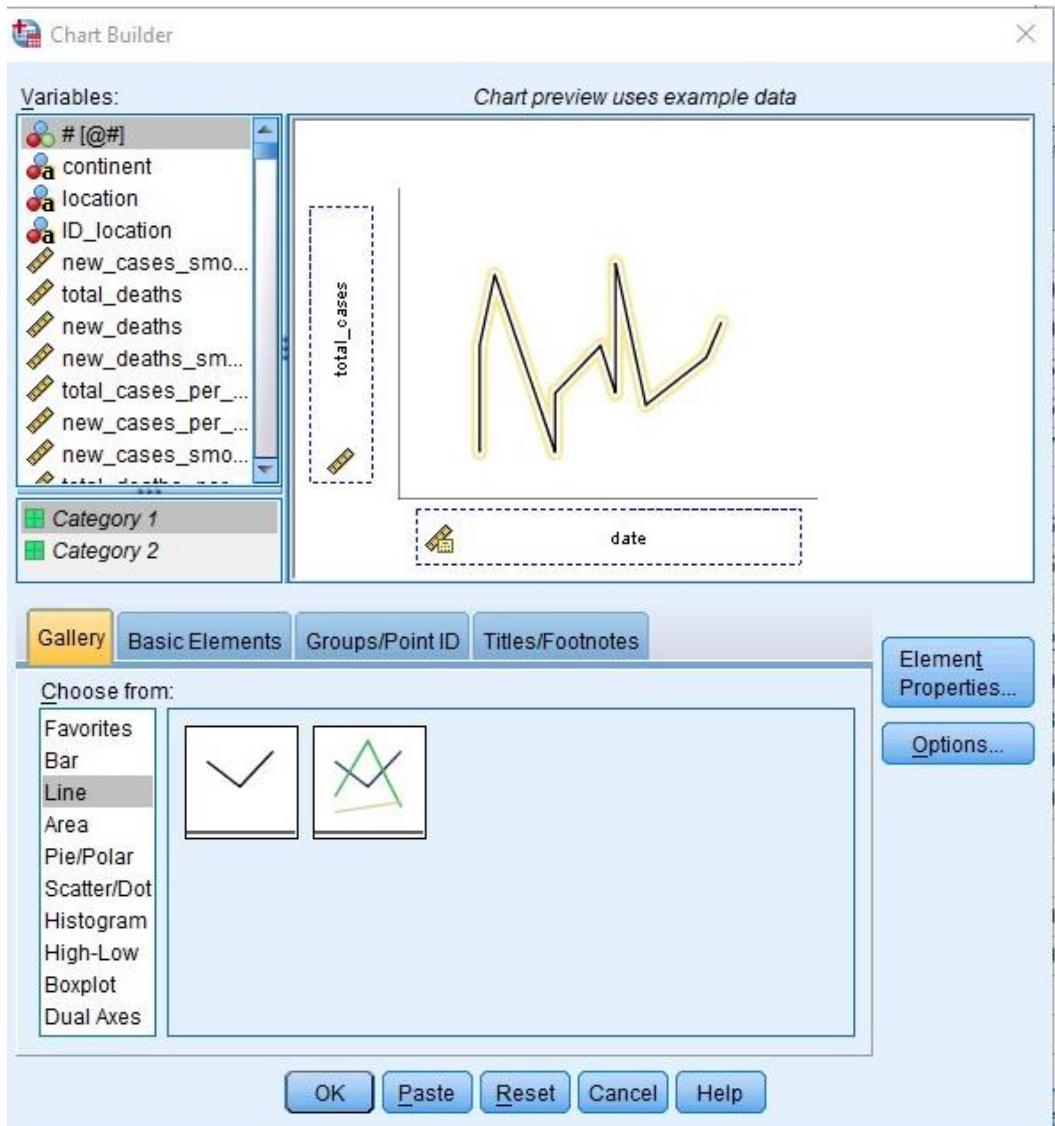 Chart Builder
Variables:
Chart preview uses example data
# [@#]
continent
location
ID_location
new_cases_smo...
total_deaths
new_deaths
new_deaths_sm...
total_cases_per_...
new_cases_per_...
new_cases_smo...
Category 1
Category 2
total_cases
date
Gallery
Basic Elements
Groups/Point ID
Titles/Footnotes
Element Properties...
Options...
Choose from:
Favorites
Bar
Line
Area
Pie/Polar
Scatter/Dot
Histogram
High-Low
Boxplot
Dual Axes
OK
Paste
Reset
Cancel
Help